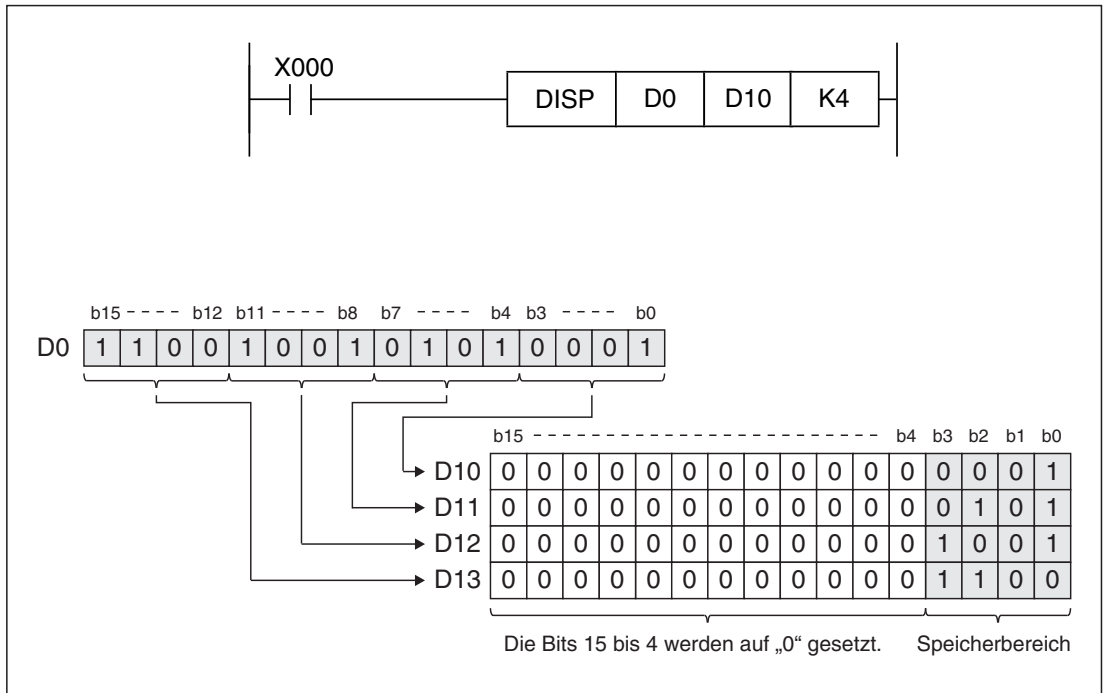 X000
DISP D0 D10 K4
b15 - - - - b12 b11 - - - - b8 b7 - - - - b4 b3 - - - - b0
D0 1 1 0 0 1 0 0 1 0 1 0 1 0 0 0 1
b15 - - - - - - - - - - - - - - - - - - - - - - - - - - b4 b3 b2 b1 b0
D10 0 0 0 0 0 0 0 0 0 0 0 0 0 0 0 1
D11 0 0 0 0 0 0 0 0 0 0 0 0 0 1 0 1
D12 0 0 0 0 0 0 0 0 0 0 0 0 1 0 0 1
D13 0 0 0 0 0 0 0 0 0 0 0 0 1 1 0 0
Die Bits 15 bis 4 werden auf „0“ gesetzt. Speicherbereich